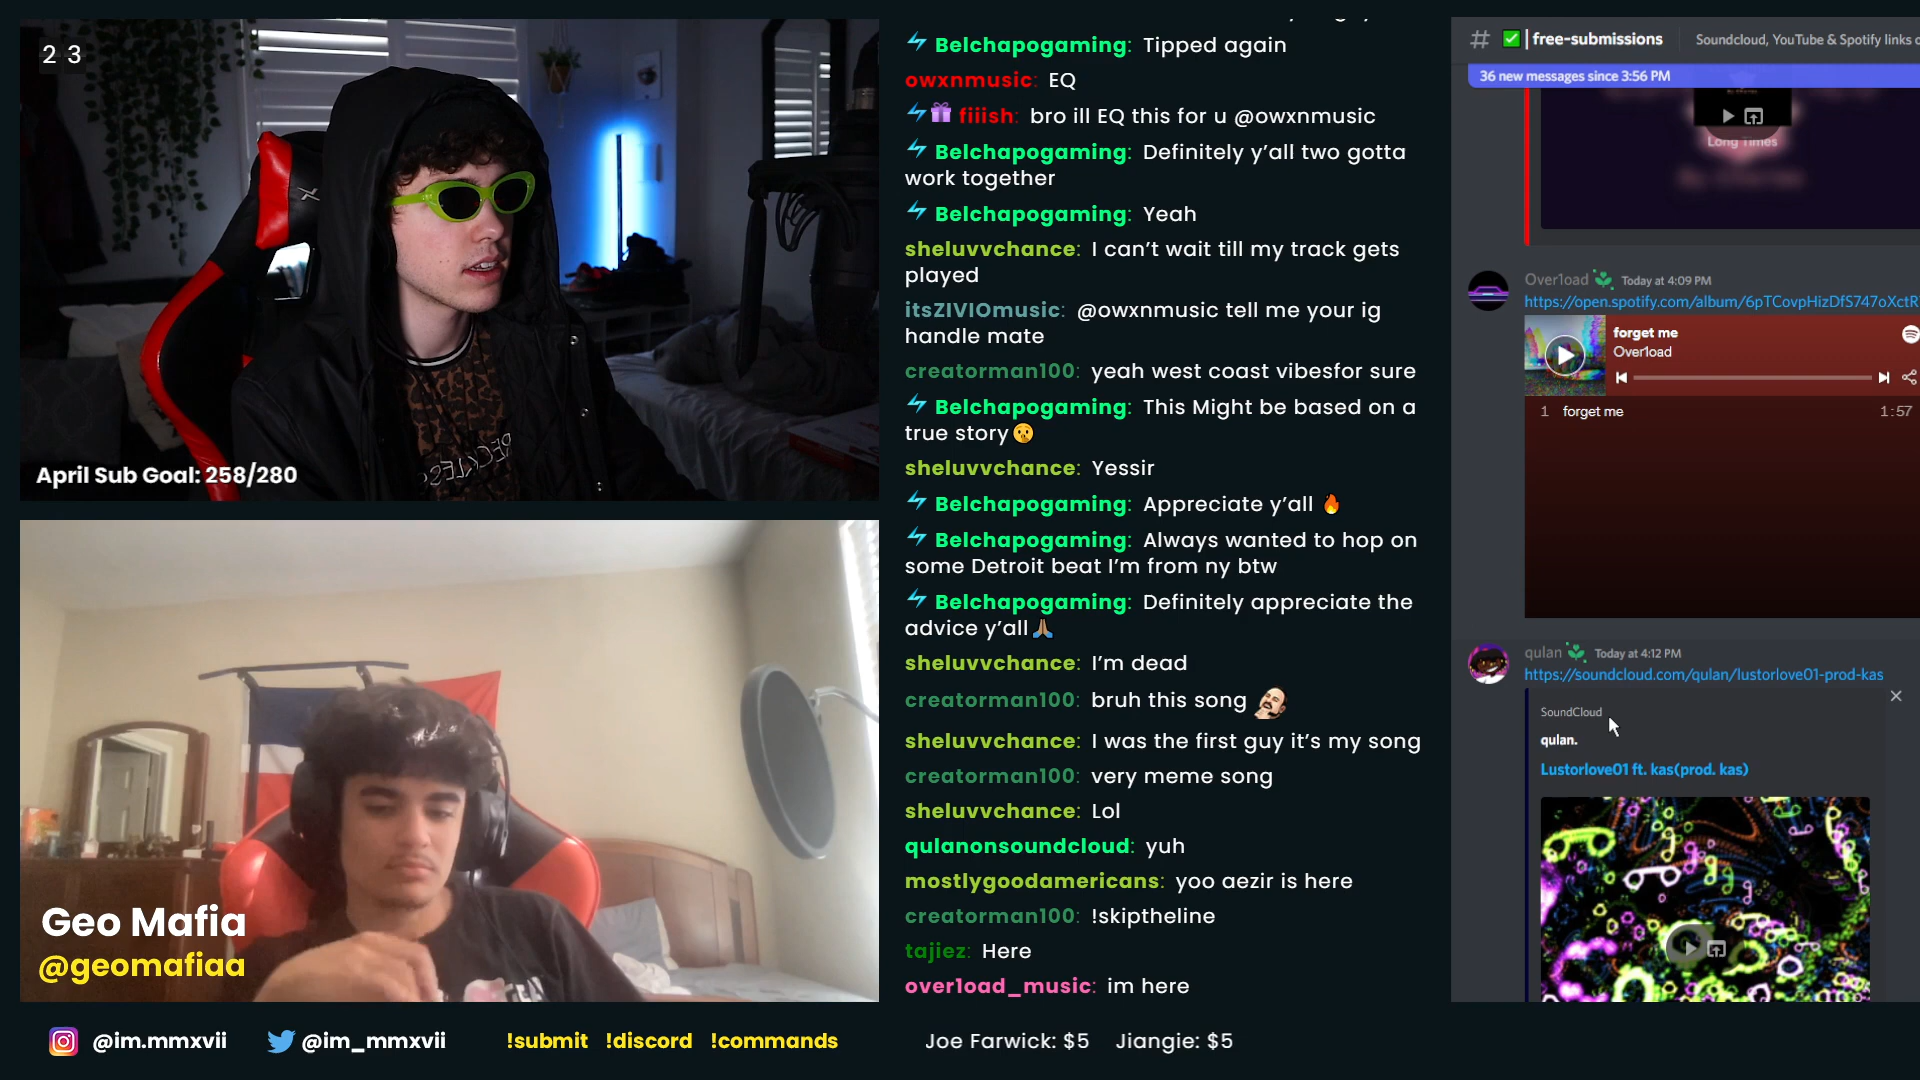 2 3
April Sub Goal: 258/280
Geo Mafia
@geomafiaa
@im.mmxvii
@im_mmxvii
!submit !discord !commands
Belchapogaming: Tipped again
owxnmusic: EQ
fiiish: bro ill EQ this for u @owxnmusic
Belchapogaming: Definitely y'all two gotta
work together
Belchapogaming: Yeah
sheluvvchance: I can't wait till my track gets
played
itsZIVIOmusic: @owxnmusic tell me your ig
handle mate
creatorman100: yeah west coast vibesfor sure
Belchapogaming: This Might be based on a
true story🤫
sheluvvchance: Yessir
Belchapogaming: Appreciate y'all 🔥
Belchapogaming: Always wanted to hop on
some Detroit beat I'm from ny btw
Belchapogaming: Definitely appreciate the
advice y'all🙏🏾
sheluvvchance: I'm dead
creatorman100: bruh this song
sheluvvchance: I was the first guy it's my song
creatorman100: very meme song
sheluvvchance: Lol
qulanonsoundcloud: yuh
mostlygoodamericans: yoo aezir is here
creatorman100: !skiptheline
tajiez: Here
over1oad_music: im here
Joe Farwick: $5 Jiangie: $5
# ✅ | free-submissions Soundcloud, YouTube & Spotify links
36 new messages since 3:56 PM
Long Times
Over1oad Today at 4:09 PM
https://open.spotify.com/album/6pTCovpHizDfS747oXctR
forget me
Over1oad
1 forget me 1:57
qulan Today at 4:12 PM
https://soundcloud.com/qulan/lustorlove01-prod-kas
SoundCloud
qulan.
Lustorlove01 ft. kas(prod. kas)